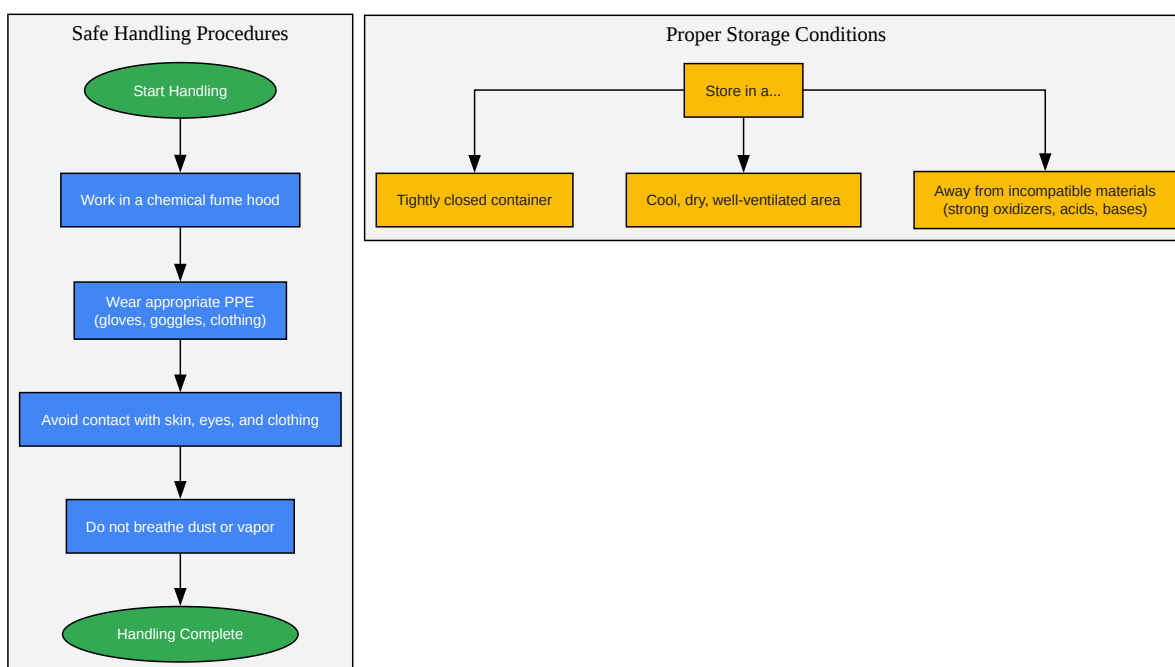 Safe Handling Procedures
Start Handling
Work in a chemical fume hood
Wear appropriate PPE
(gloves, goggles, clothing)
Avoid contact with skin, eyes, and clothing
Do not breathe dust or vapor
Handling Complete
Proper Storage Conditions
Store in a...
Tightly closed container
Cool, dry, well-ventilated area
Away from incompatible materials
(strong oxidizers, acids, bases)